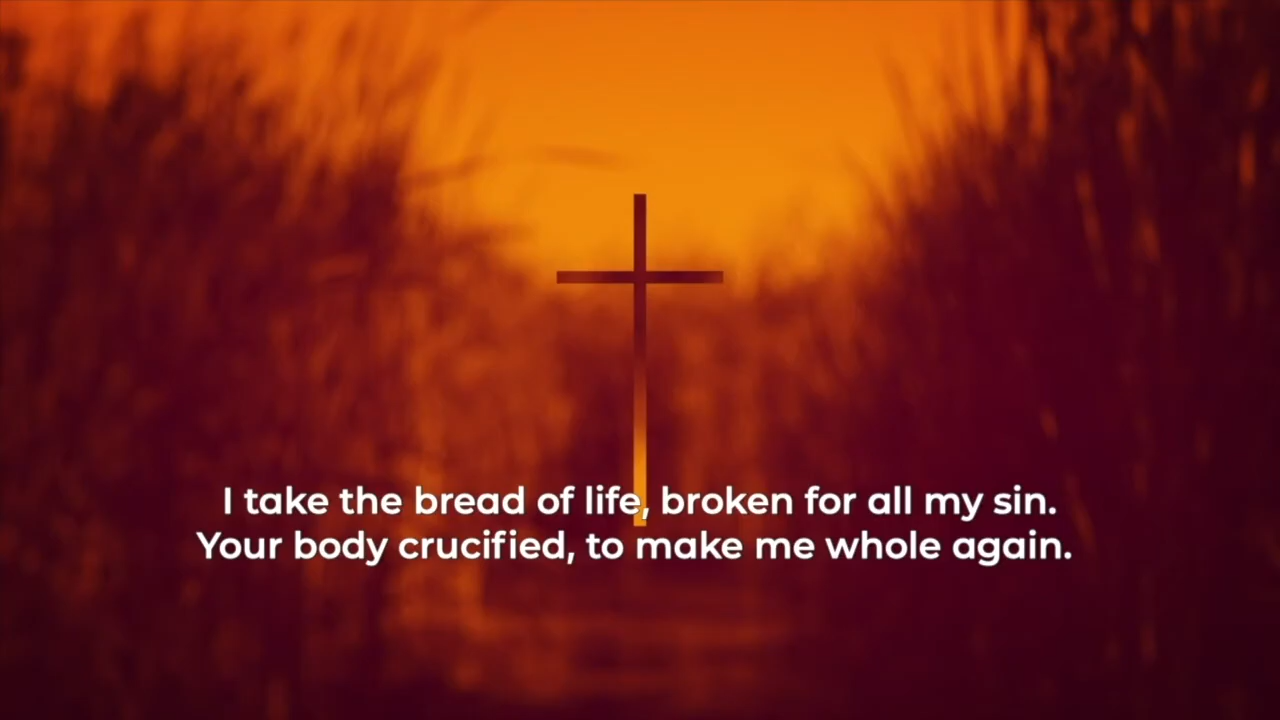 I take the bread of life, broken for all my sin.
Your body crucified, to make me whole again.